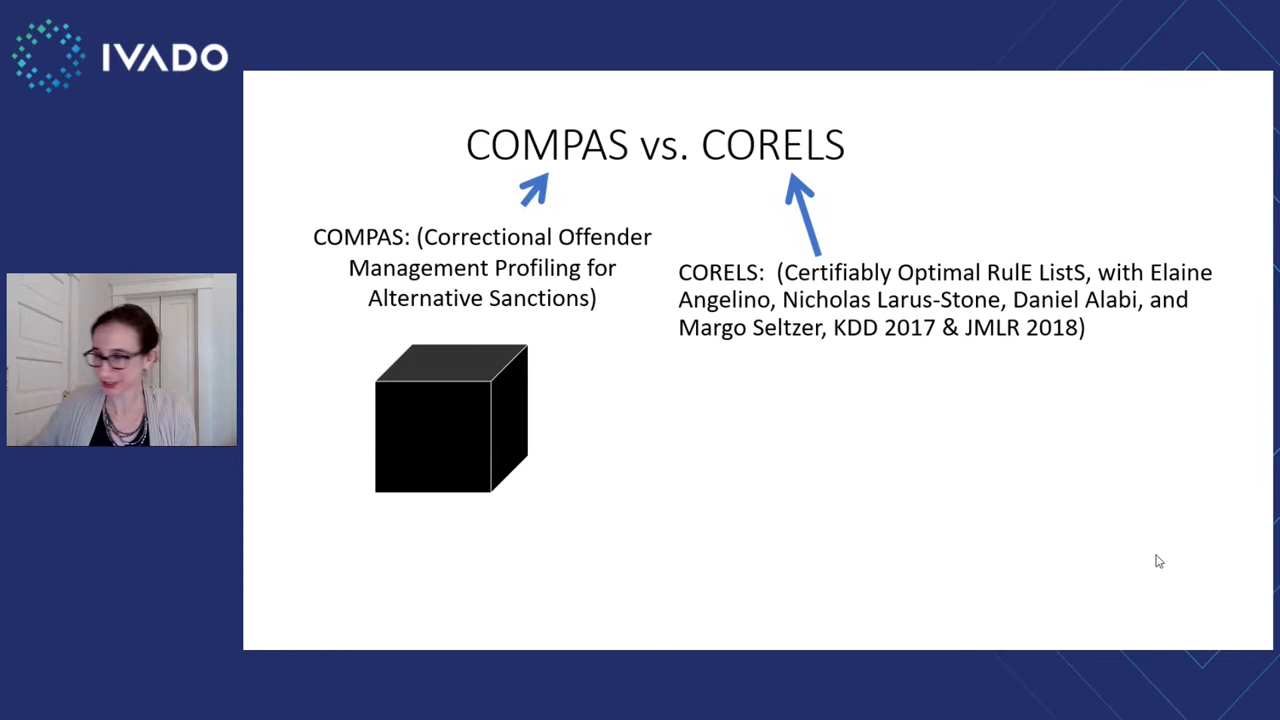 IVADO
COMPAS vs. CORELS
COMPAS: (Correctional Offender
Management Profiling for
Alternative Sanctions)
CORELS:  (Certifiably Optimal RulE ListS, with Elaine
Angelino, Nicholas Larus-Stone, Daniel Alabi, and
Margo Seltzer, KDD 2017 & JMLR 2018)